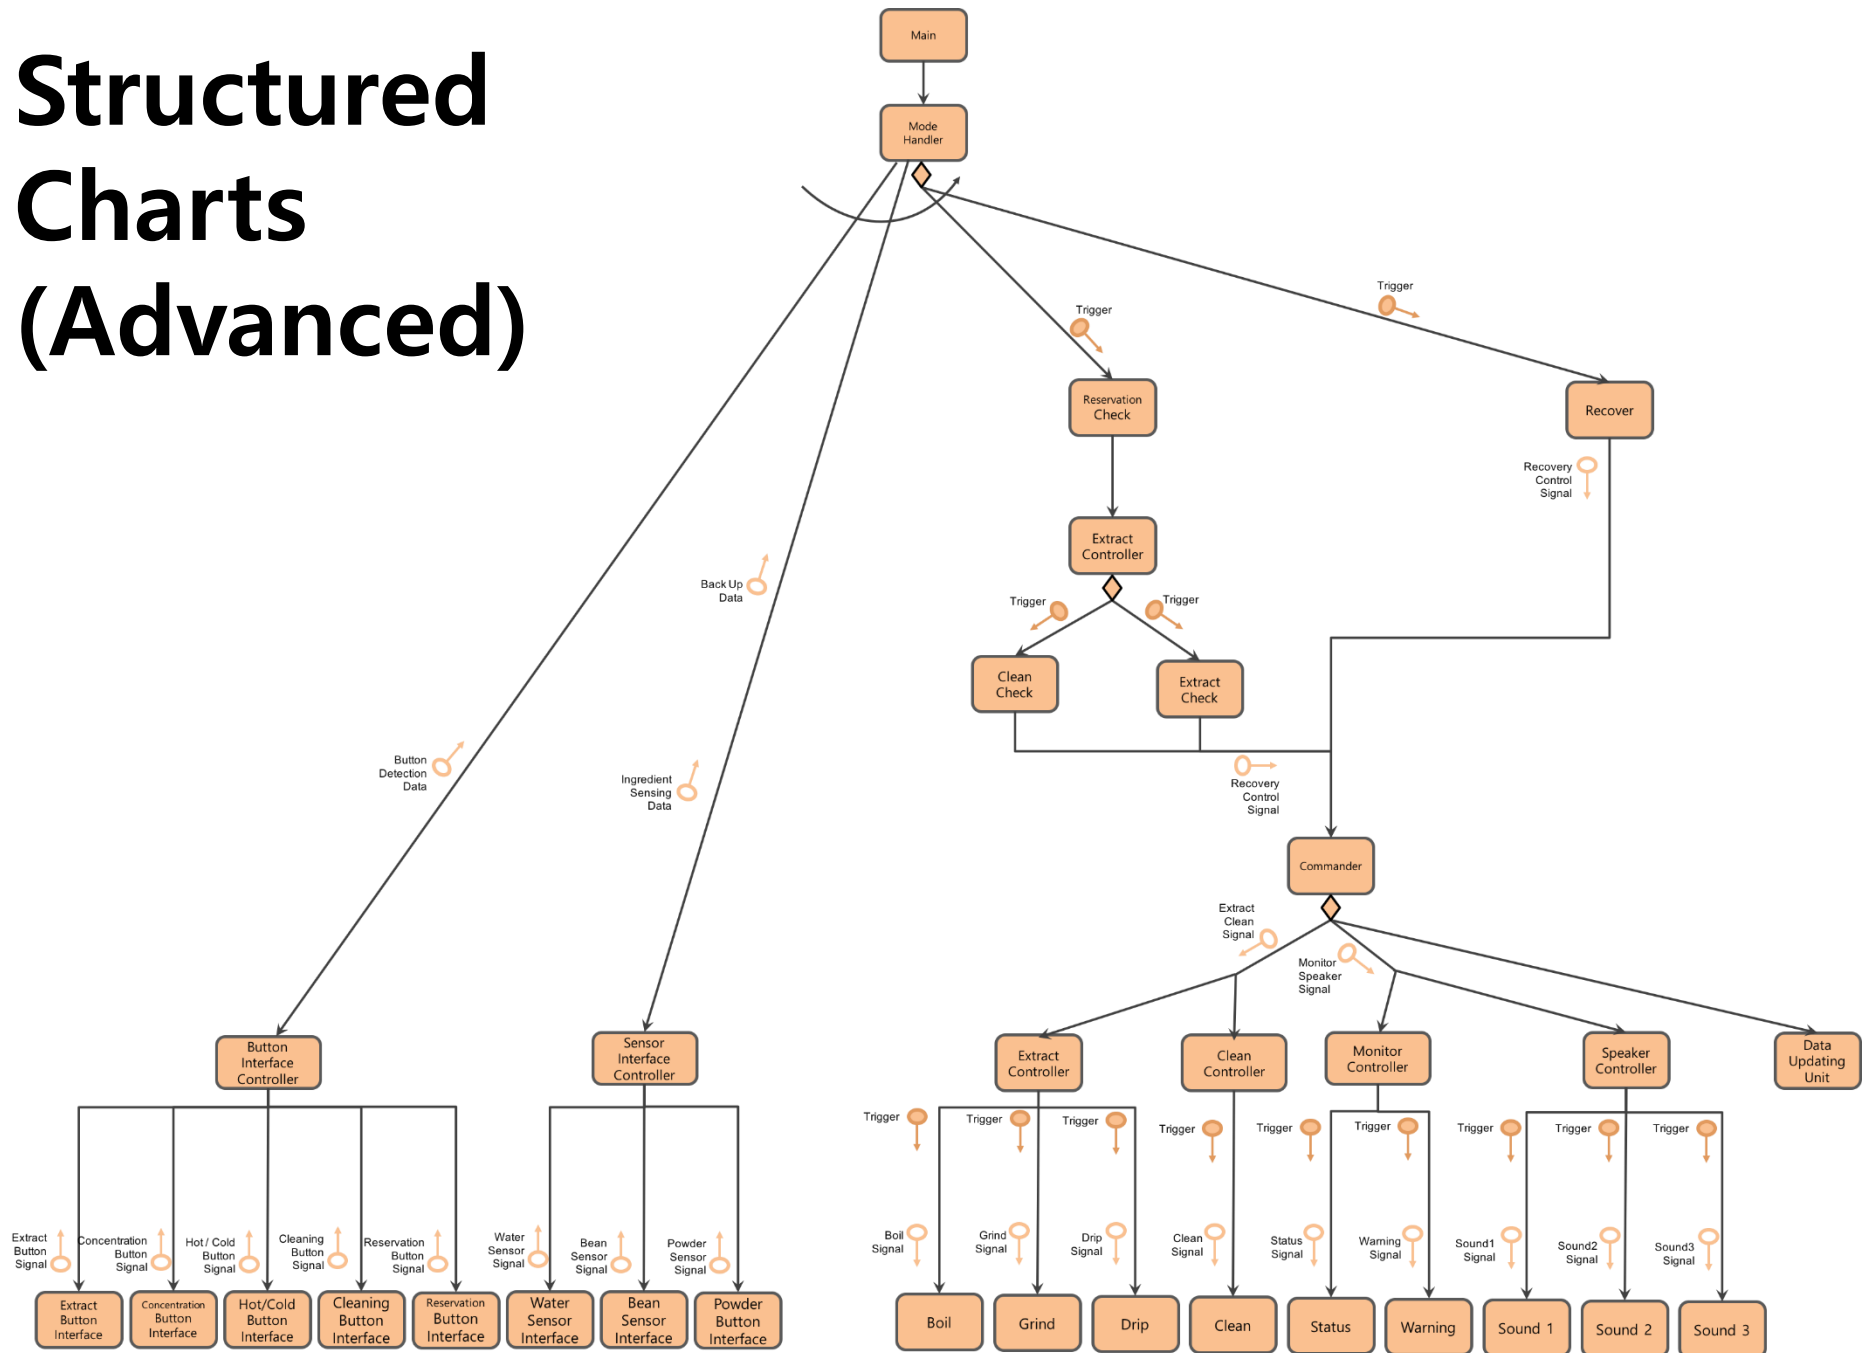 Structured
Charts
(Advanced)
Main
Mode
Handler
Trigger
Trigger
Reservation
Check
Recover
Recovery
Control
Signal
Extract
Controller
Back Up
Data
Trigger
Trigger
Clean
Check
Extract
Check
Button
Detection
Data
Ingredient
Sensing
Data
Recovery
Control
Signal
Commander
Extract
Clean
Signal
Monitor
Speaker
Signal
Button
Interface
Controller
Sensor
Interface
Controller
Extract
Controller
Clean
Controller
Monitor
Controller
Speaker
Controller
Data
Updating
Unit
Trigger
Trigger
Trigger
Trigger
Trigger
Trigger
Trigger
Trigger
Trigger
Extract
Button
Signal
Concentration
Button
Signal
Hot / Cold
Button
Signal
Cleaning
Button
Signal
Reservation
Button
Signal
Water
Sensor
Signal
Bean
Sensor
Signal
Powder
Sensor
Signal
Boil
Signal
Grind
Signal
Drip
Signal
Clean
Signal
Status
Signal
Warning
Signal
Sound1
Signal
Sound2
Signal
Sound3
Signal
Extract
Button
Interface
Concentration
Button
Interface
Hot/Cold
Button
Interface
Cleaning
Button
Interface
Reservation
Button
Interface
Water
Sensor
Interface
Bean
Sensor
Interface
Powder
Button
Interface
Boil
Grind
Drip
Clean
Status
Warning
Sound 1
Sound 2
Sound 3